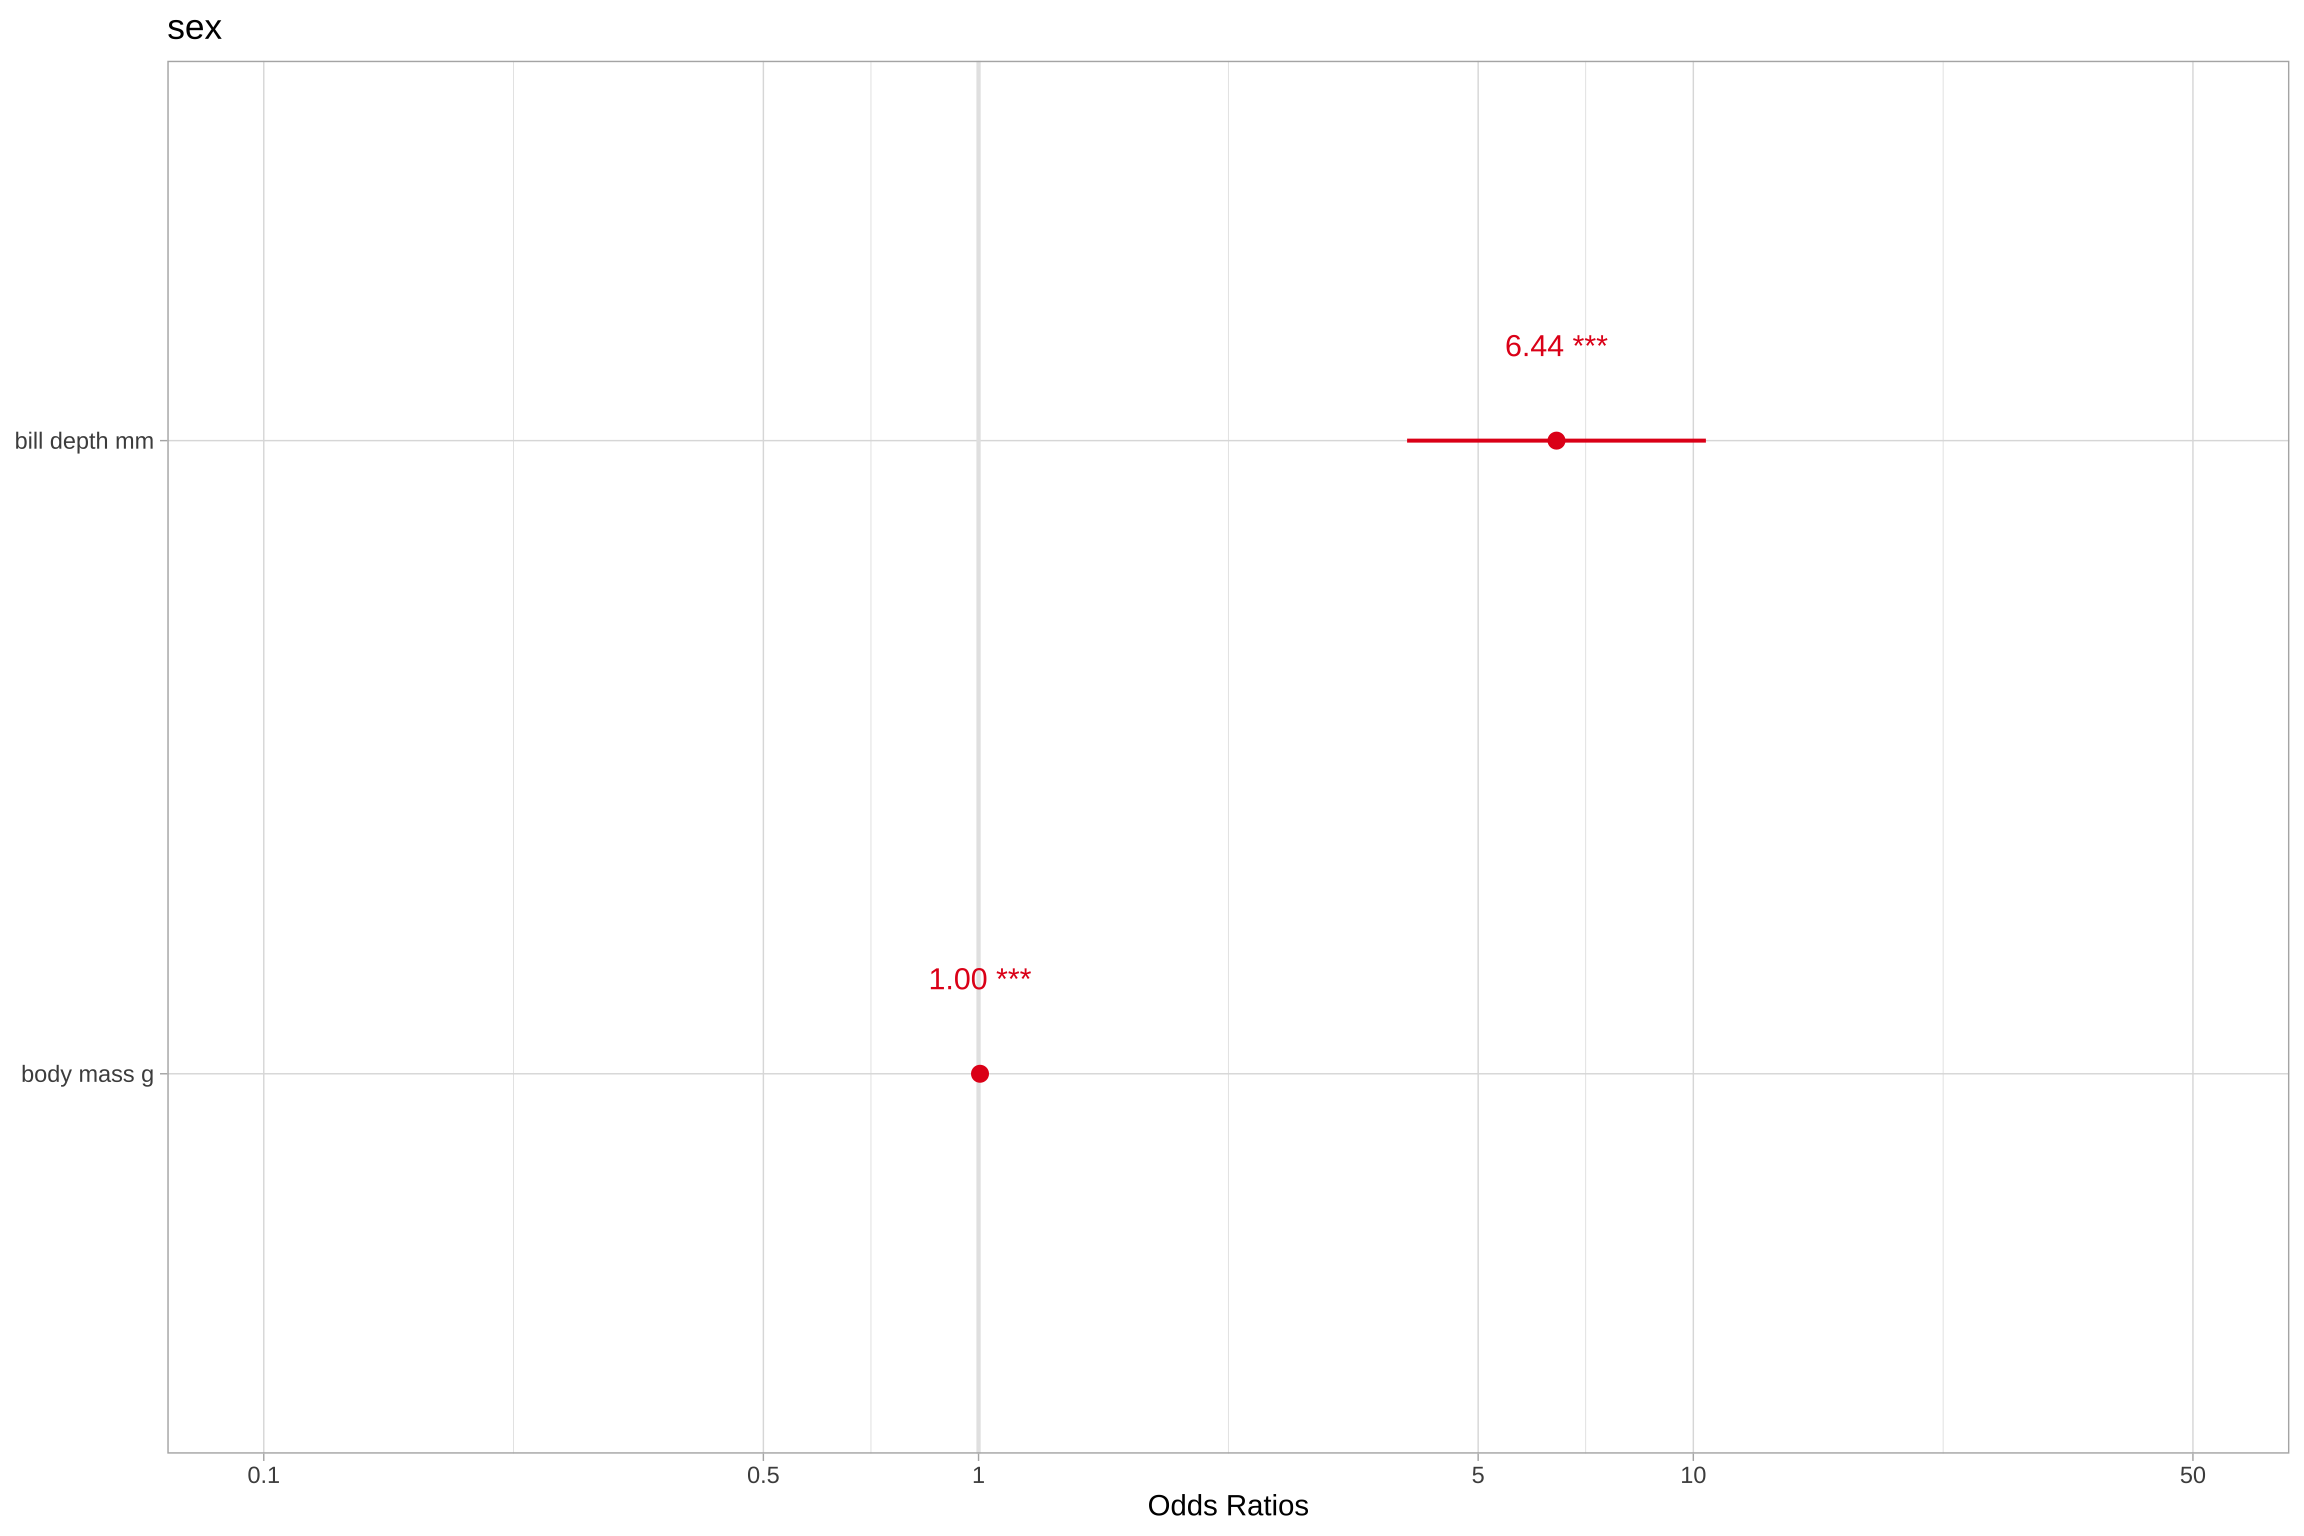 sex
6.44 ***
bill depth mm
1.00 ***
body mass g
0.1 0.5 1 5 10 50
Odds Ratios